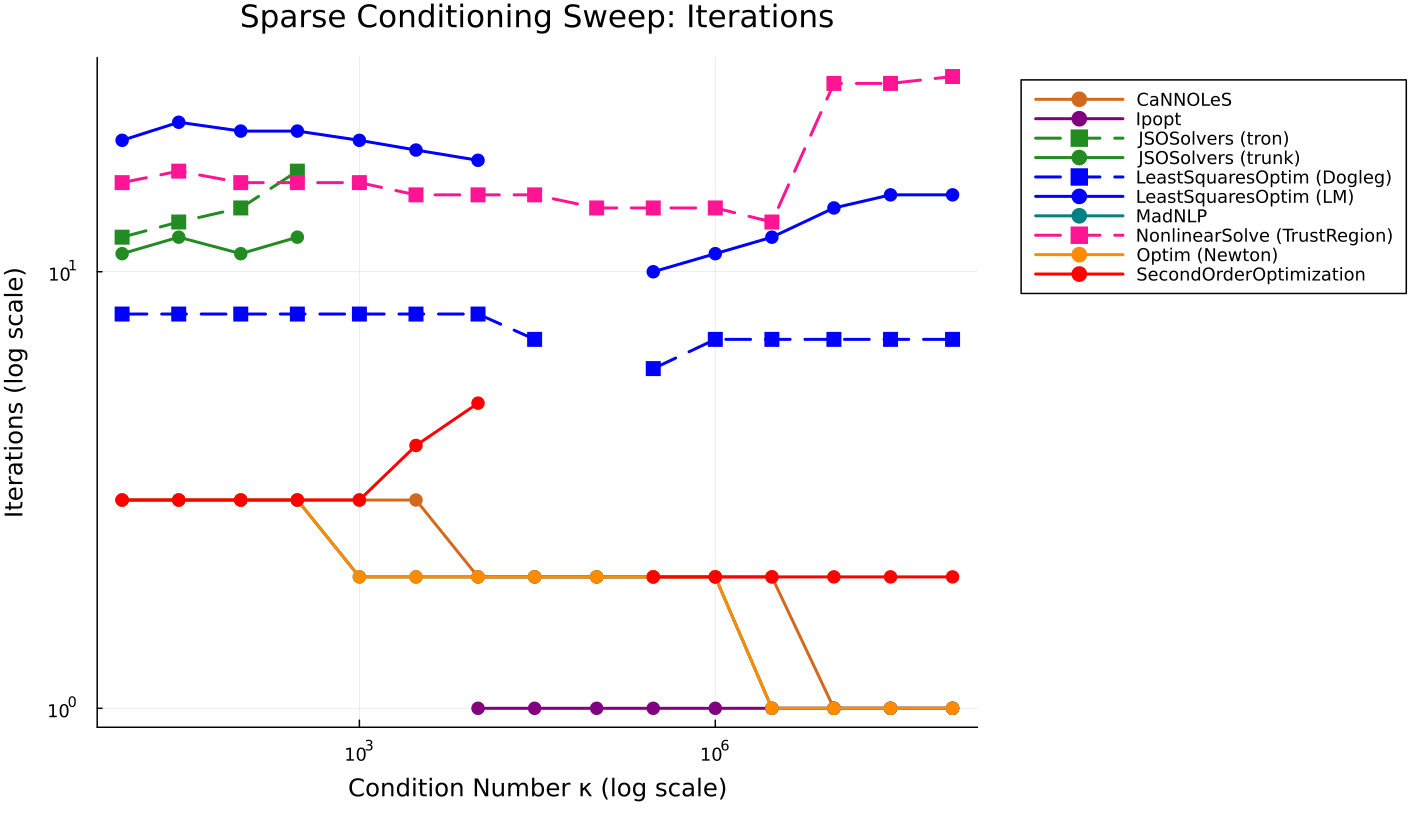 Sparse Conditioning Sweep: Iterations
Iterations (log scale)
10¹
10⁰
10³
10⁶
Condition Number κ (log scale)
CaNNOLeS
Ipopt
JSOSolvers (tron)
JSOSolvers (trunk)
LeastSquaresOptim (Dogleg)
LeastSquaresOptim (LM)
MadNLP
NonlinearSolve (TrustRegion)
Optim (Newton)
SecondOrderOptimization